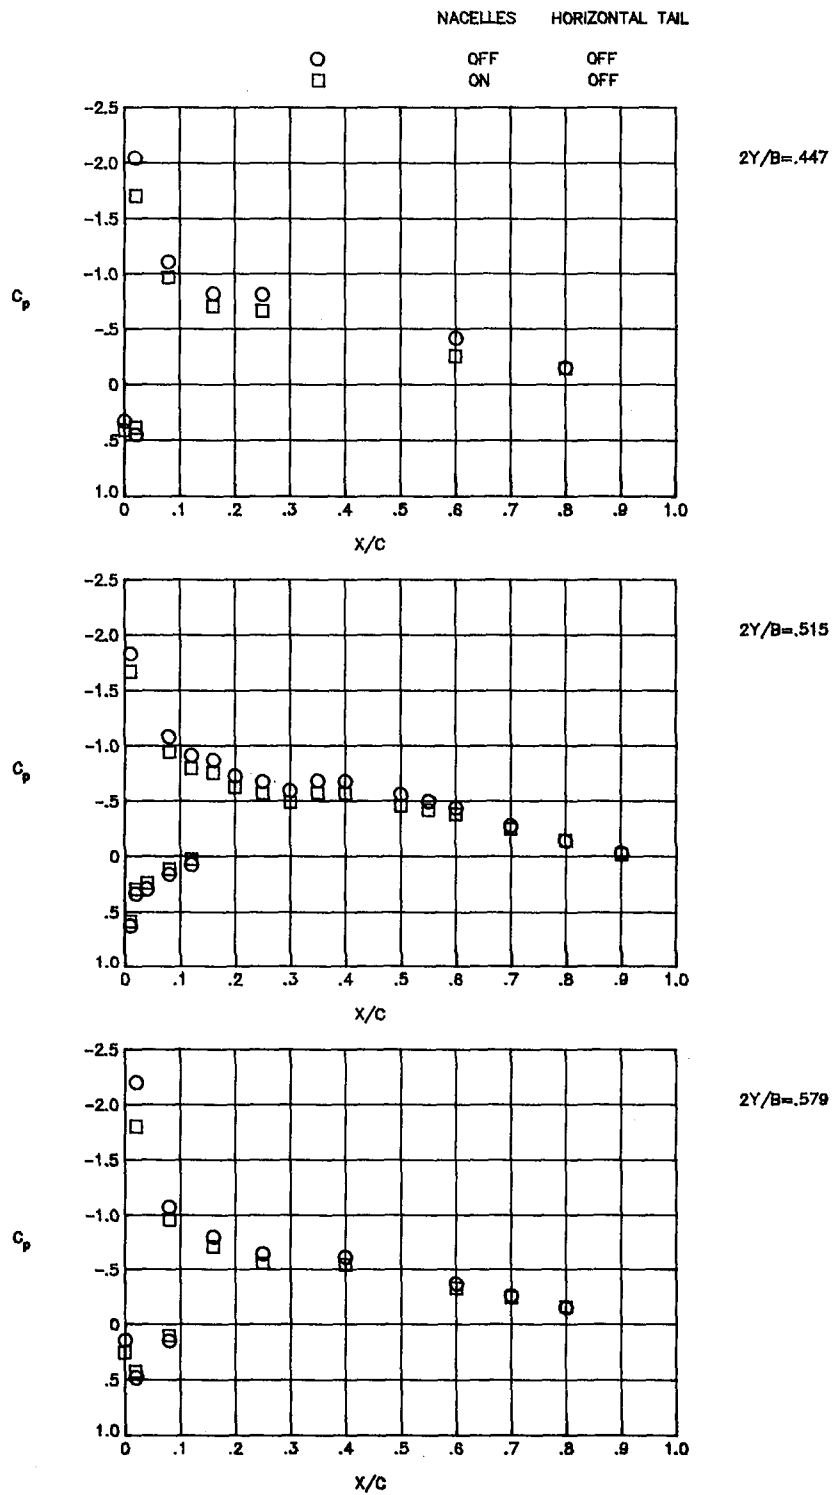 NACELLES HORIZONTAL TAIL
OFF OFF
ON OFF
-2.5
-2.0
-1.5
-1.0
-.5
0
.5
1.0
Cp
2Y/B=.447
0 .1 .2 .3 .4 .5 .6 .7 .8 .9 1.0
X/C
-2.5
-2.0
-1.5
-1.0
-.5
0
.5
1.0
Cp
2Y/B=.515
0 .1 .2 .3 .4 .5 .6 .7 .8 .9 1.0
X/C
-2.5
-2.0
-1.5
-1.0
-.5
0
.5
1.0
Cp
2Y/B=.579
0 .1 .2 .3 .4 .5 .6 .7 .8 .9 1.0
X/C